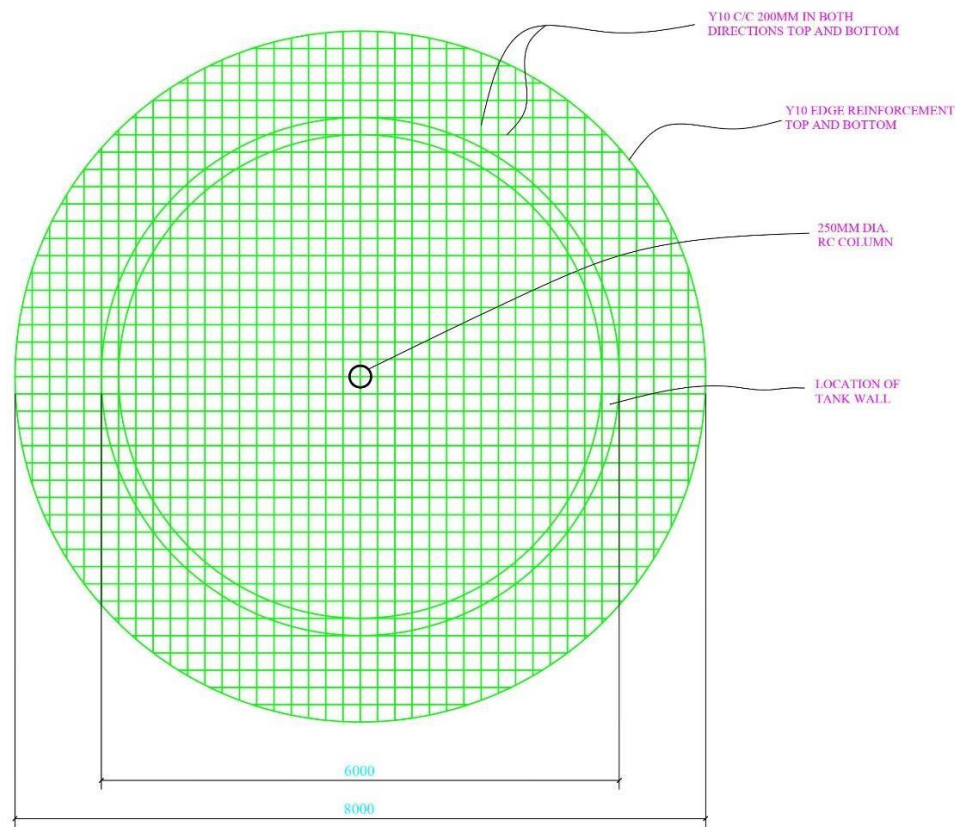 Y10 C/C 200MM IN BOTH
DIRECTIONS TOP AND BOTTOM
Y10 EDGE REINFORCEMENT
TOP AND BOTTOM
250MM DIA.
RC COLUMN
LOCATION OF
TANK WALL
6000
8000